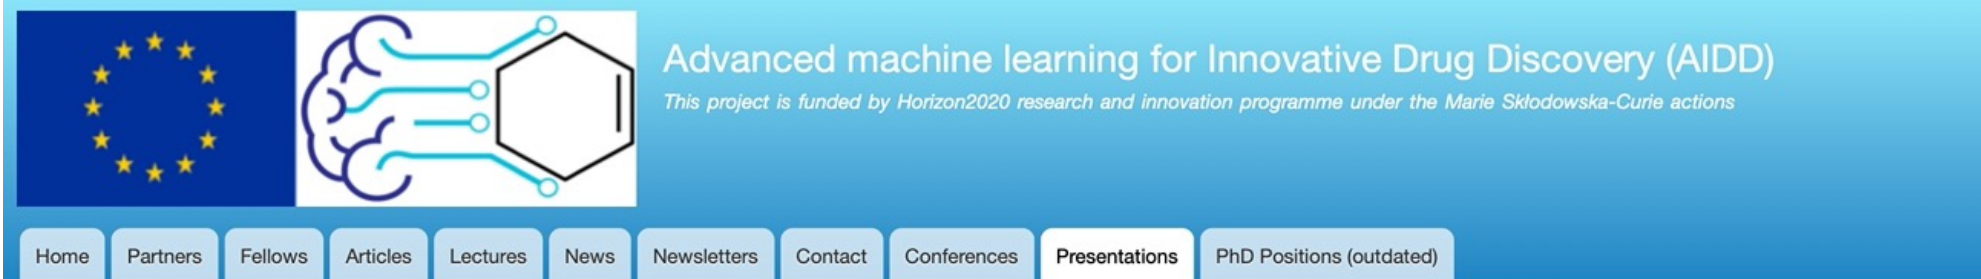 Advanced machine learning for Innovative Drug Discovery (AIDD)
This project is funded by Horizon2020 research and innovation programme under the Marie Skłodowska-Curie actions
Home Partners Fellows Articles Lectures News Newsletters Contact Conferences Presentations PhD Positions (outdated)